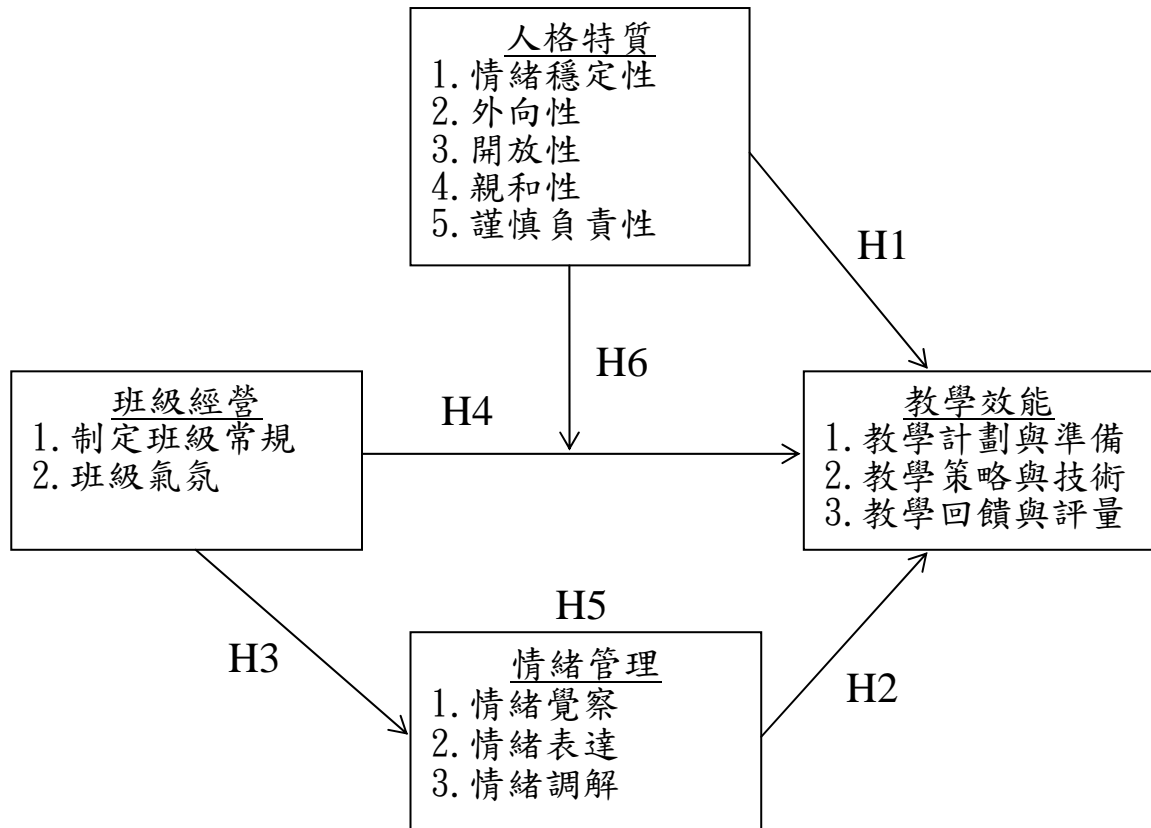 人格特質
1.情緒穩定性
2.外向性
3.開放性
4.親和性
5.謹慎負責性
H1
H6
班級經營
1.制定班級常規
2.班級氣氛
H4
教學效能
1.教學計劃與準備
2.教學策略與技術
3.教學回饋與評量
H5
H3
情緒管理
1.情緒覺察
2.情緒表達
3.情緒調解
H2